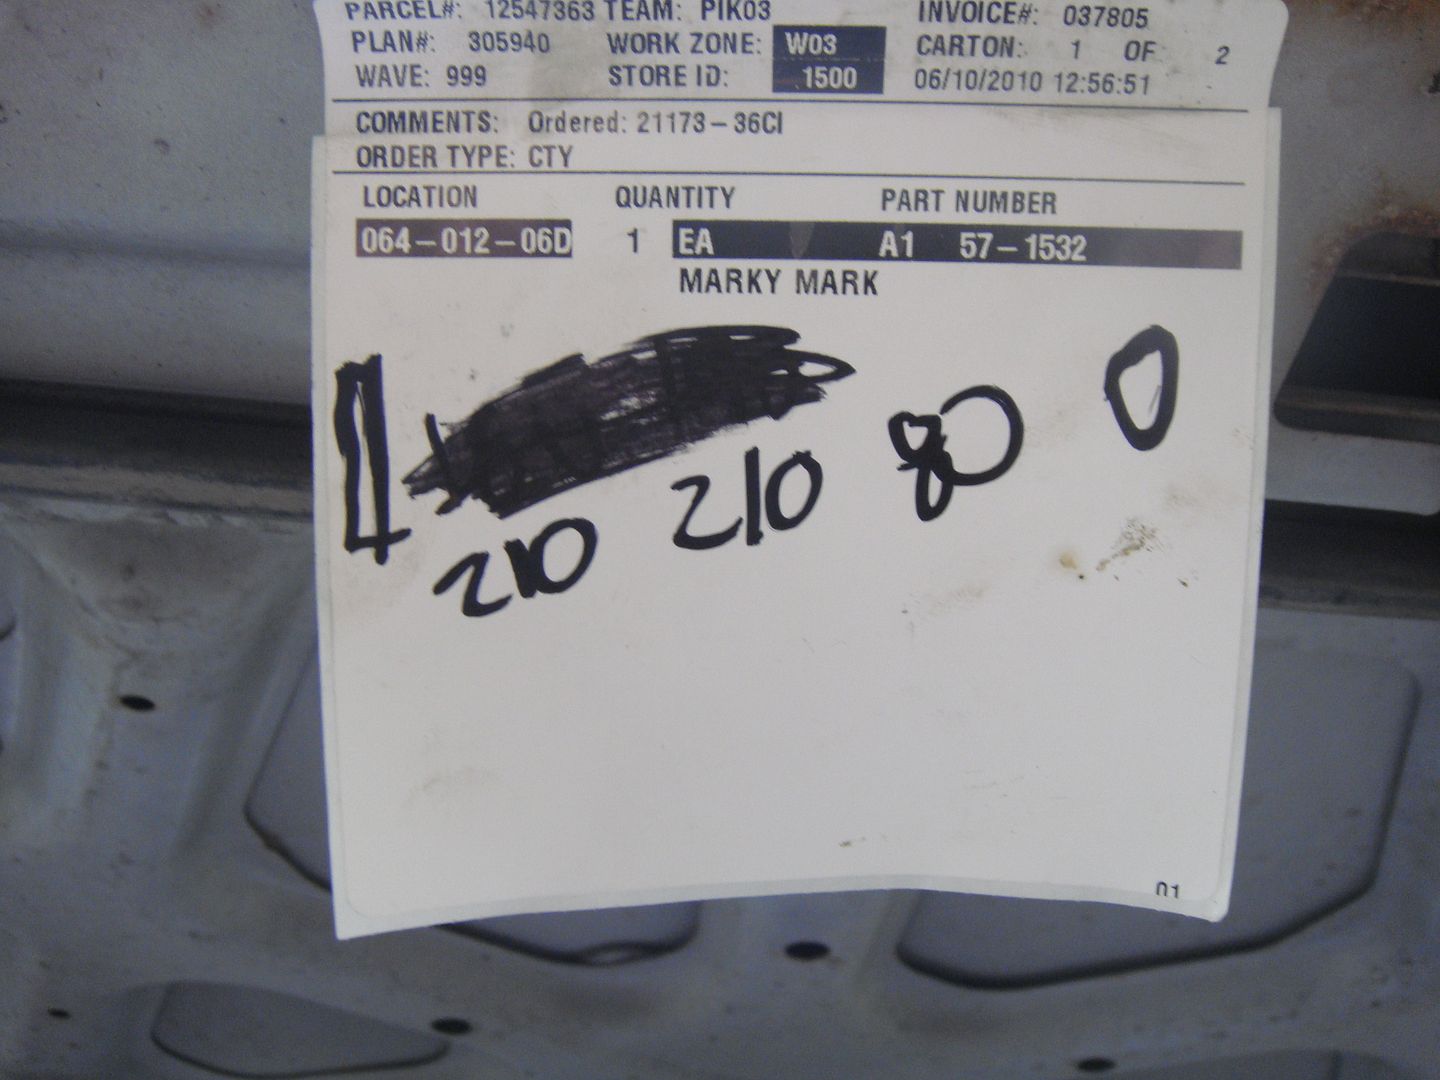 PARCEL#: 12547363 TEAM: PIK03 INVOICE#: 037805
PLAN#: 305940 WORK ZONE: W03 CARTON: 1 OF 2
WAVE: 999 STORE ID: 1500 06/10/2010 12:56:51
COMMENTS: Ordered: 21173-36CI
ORDER TYPE: CTY
LOCATION QUANTITY PART NUMBER
064-012-06D 1 EA A1 57-1532
MARKY MARK
210 210 80 0
01